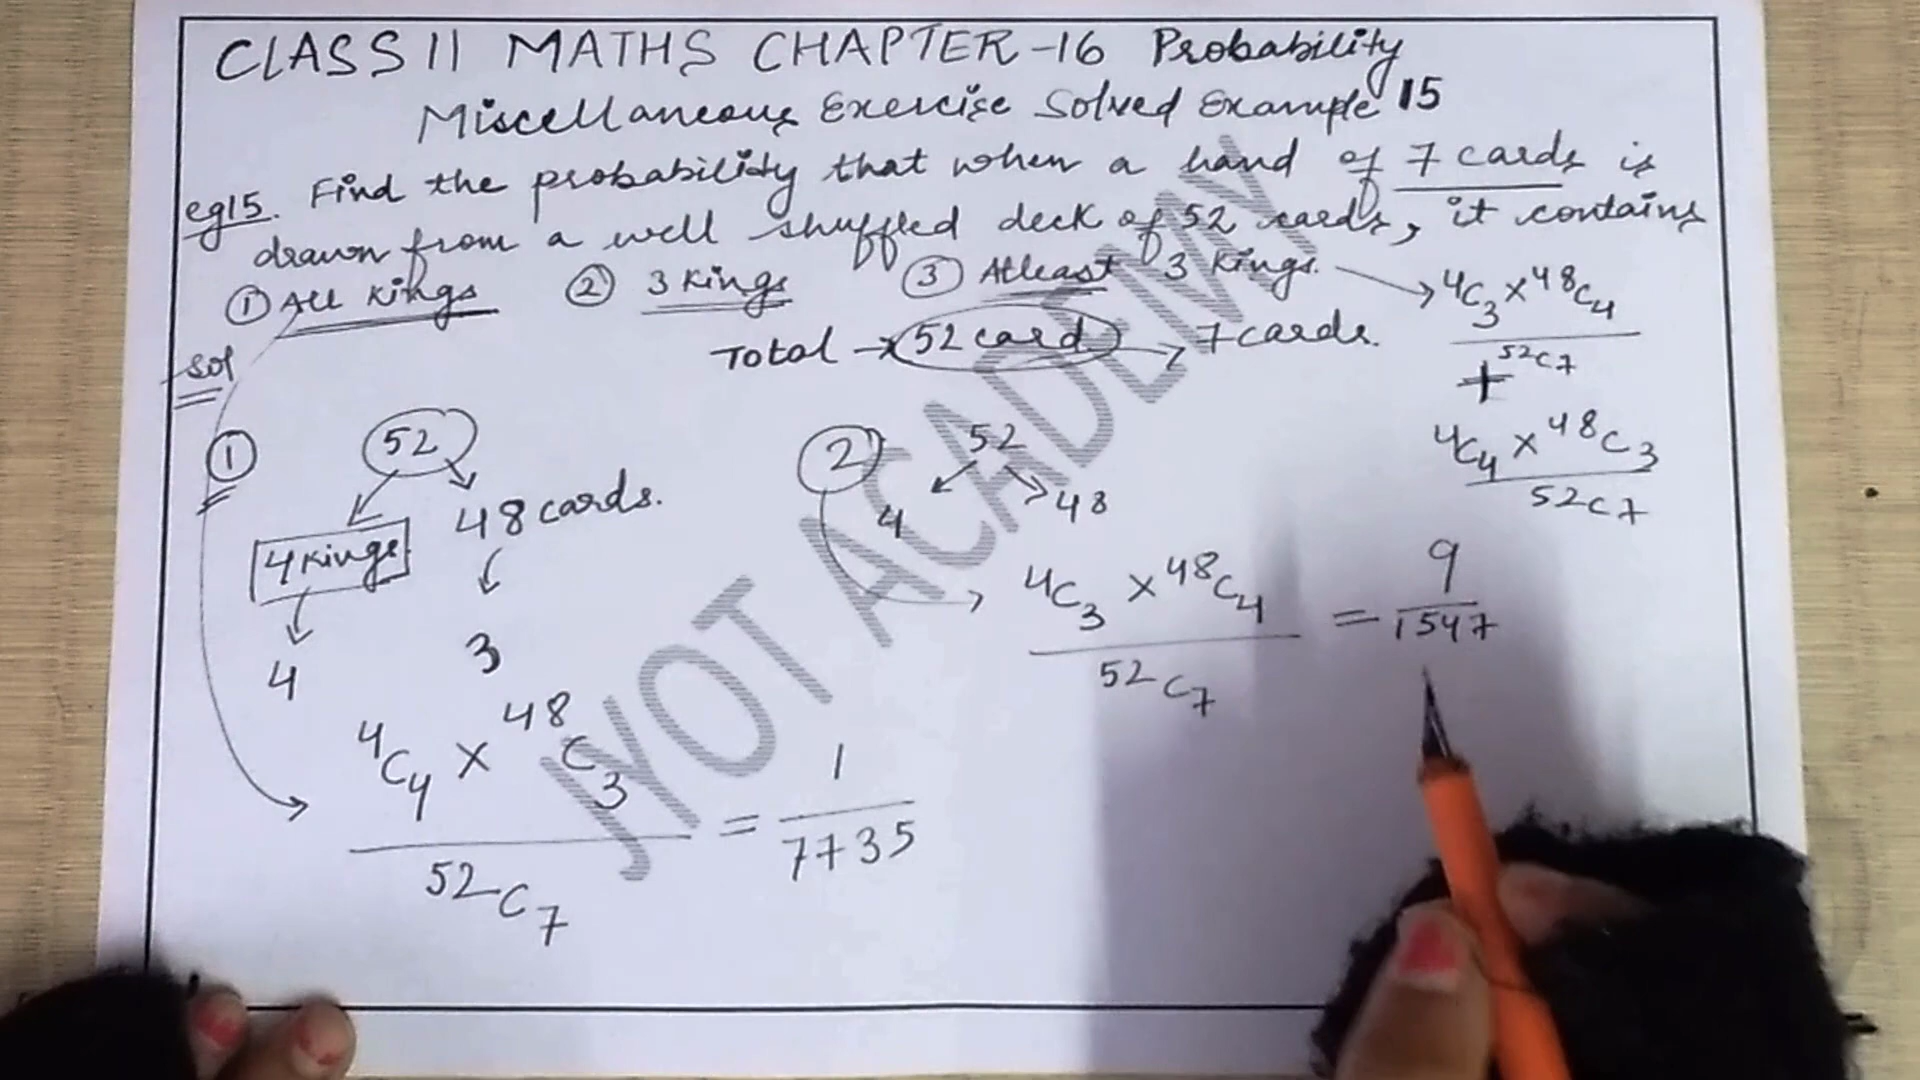 CLASS 11 MATHS CHAPTER-16 Probability
Miscellaneous Exercise Solved Example 15
eg15. Find the probability that when a hand of 7 cards is
drawn from a well shuffled deck of 52 cards, it contains
① All Kings ② 3 Kings ③ Atleast 3 Kings. → ⁴C₃ × ⁴⁸C₄
Total → 52 card → 7 cards.
⁵²C₇
Sol
+
⁴C₄ × ⁴⁸C₃
⁵²C₇
① 52
4 Kings 48 cards.
4 3
⁴C₄ × ⁴⁸C₃
⁵²C₇
= 1
7735
② 52
4 48
⁴C₃ × ⁴⁸C₄
⁵²C₇
= 9
1547
JYOT ACADEMY